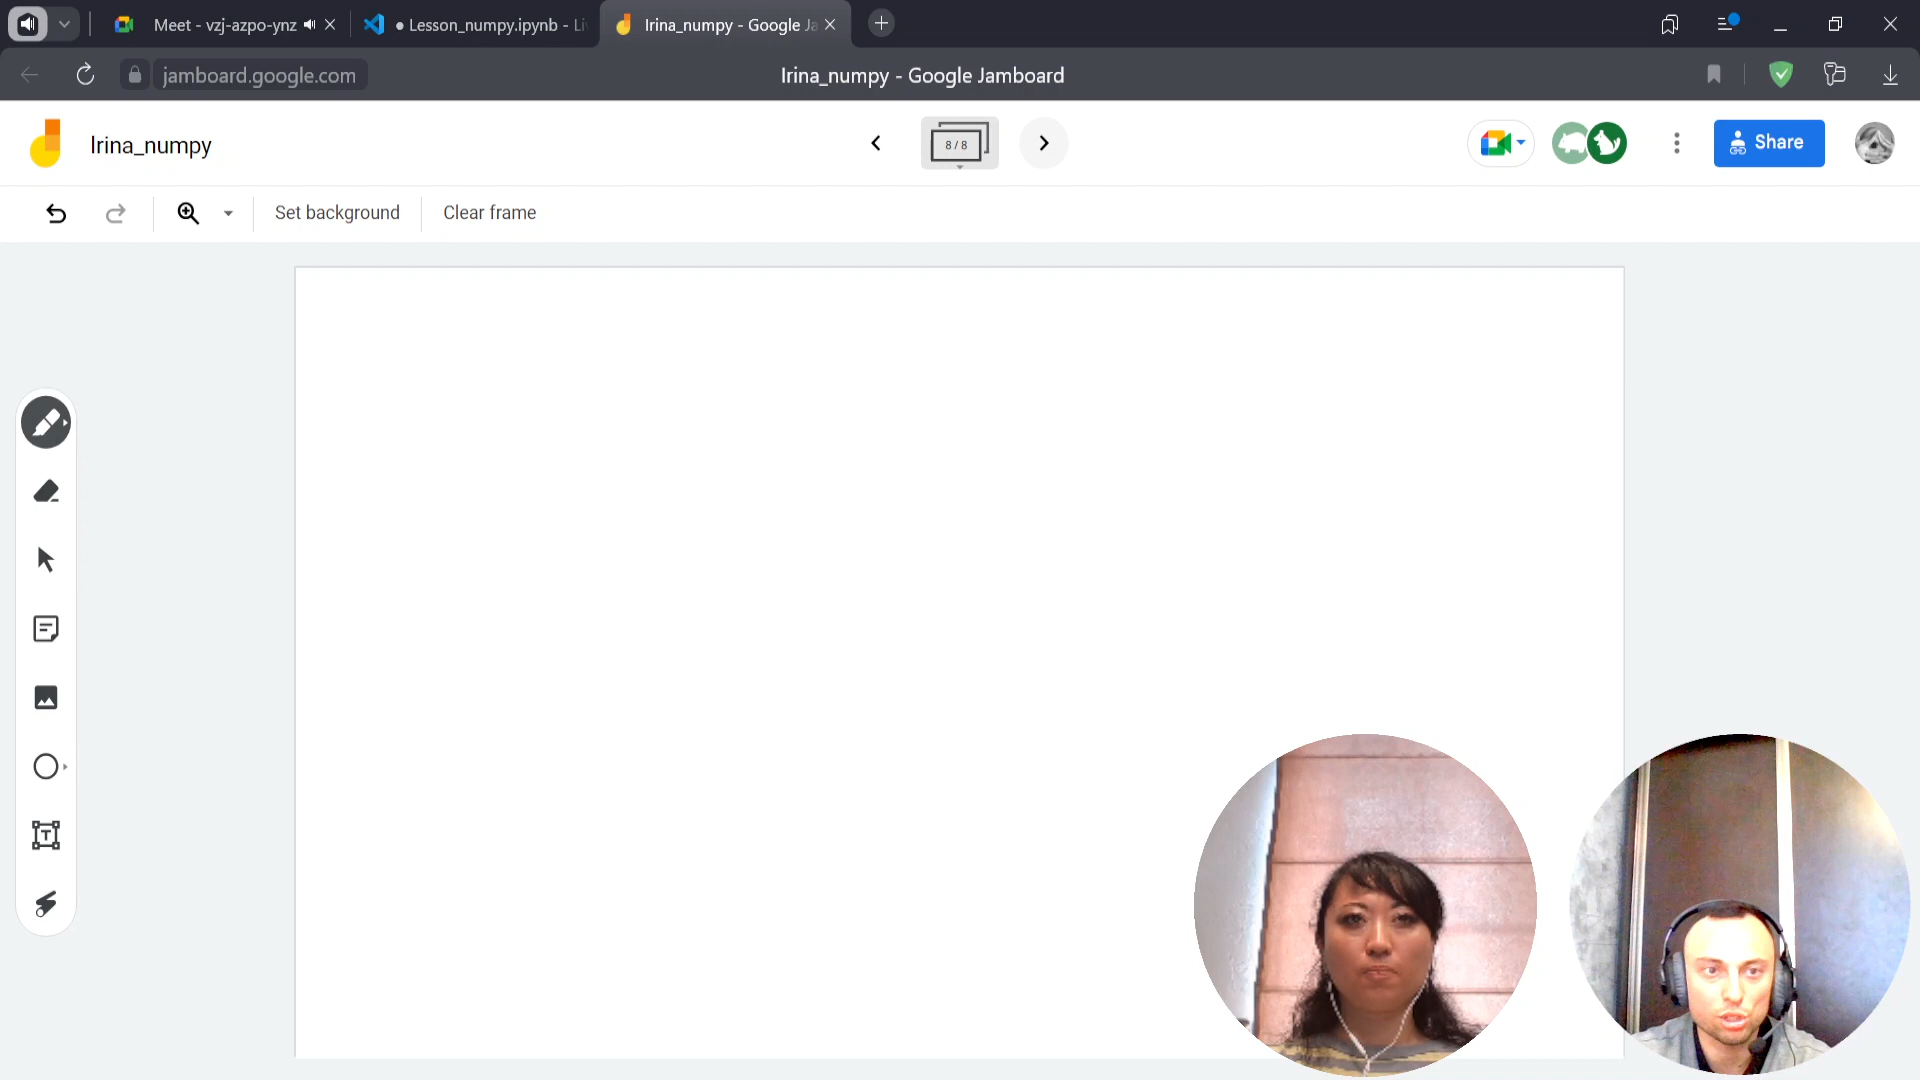 Meet - vzj-azpo-ynz
● Lesson_numpy.ipynb - Li
Irina_numpy - Google Ja
jamboard.google.com
Irina_numpy - Google Jamboard
Irina_numpy
8 / 8
Share
Set background
Clear frame